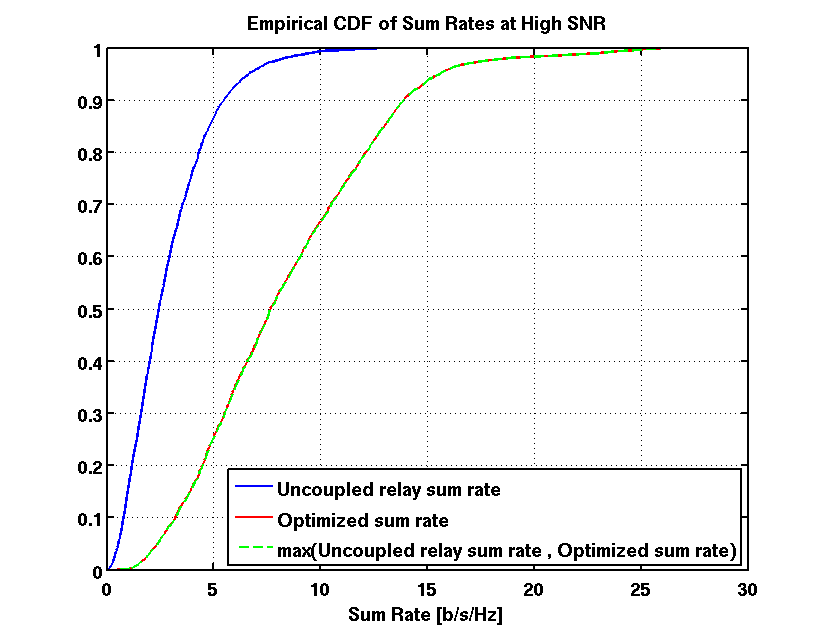 Empirical CDF of Sum Rates at High SNR
1
0.9
0.8
0.7
0.6
0.5
0.4
0.3
0.2
0.1
0
Uncoupled relay sum rate
Optimized sum rate
max(Uncoupled relay sum rate , Optimized sum rate)
0 5 10 15 20 25 30
Sum Rate [b/s/Hz]